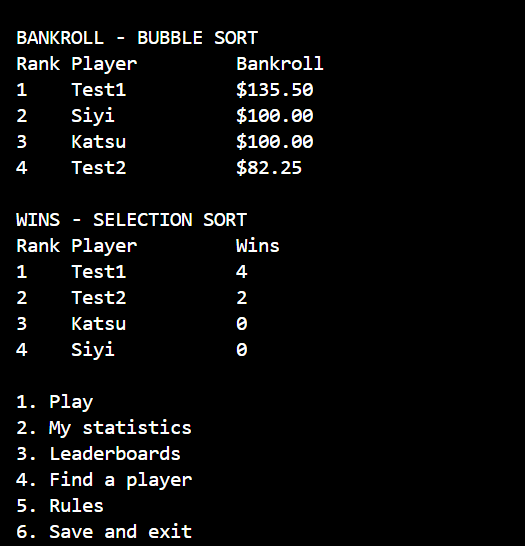 BANKROLL - BUBBLE SORT
Rank Player Bankroll
1 Test1 $135.50
2 Siyi $100.00
3 Katsu $100.00
4 Test2 $82.25
WINS - SELECTION SORT
Rank Player Wins
1 Test1 4
2 Test2 2
3 Katsu 0
4 Siyi 0
1. Play
2. My statistics
3. Leaderboards
4. Find a player
5. Rules
6. Save and exit